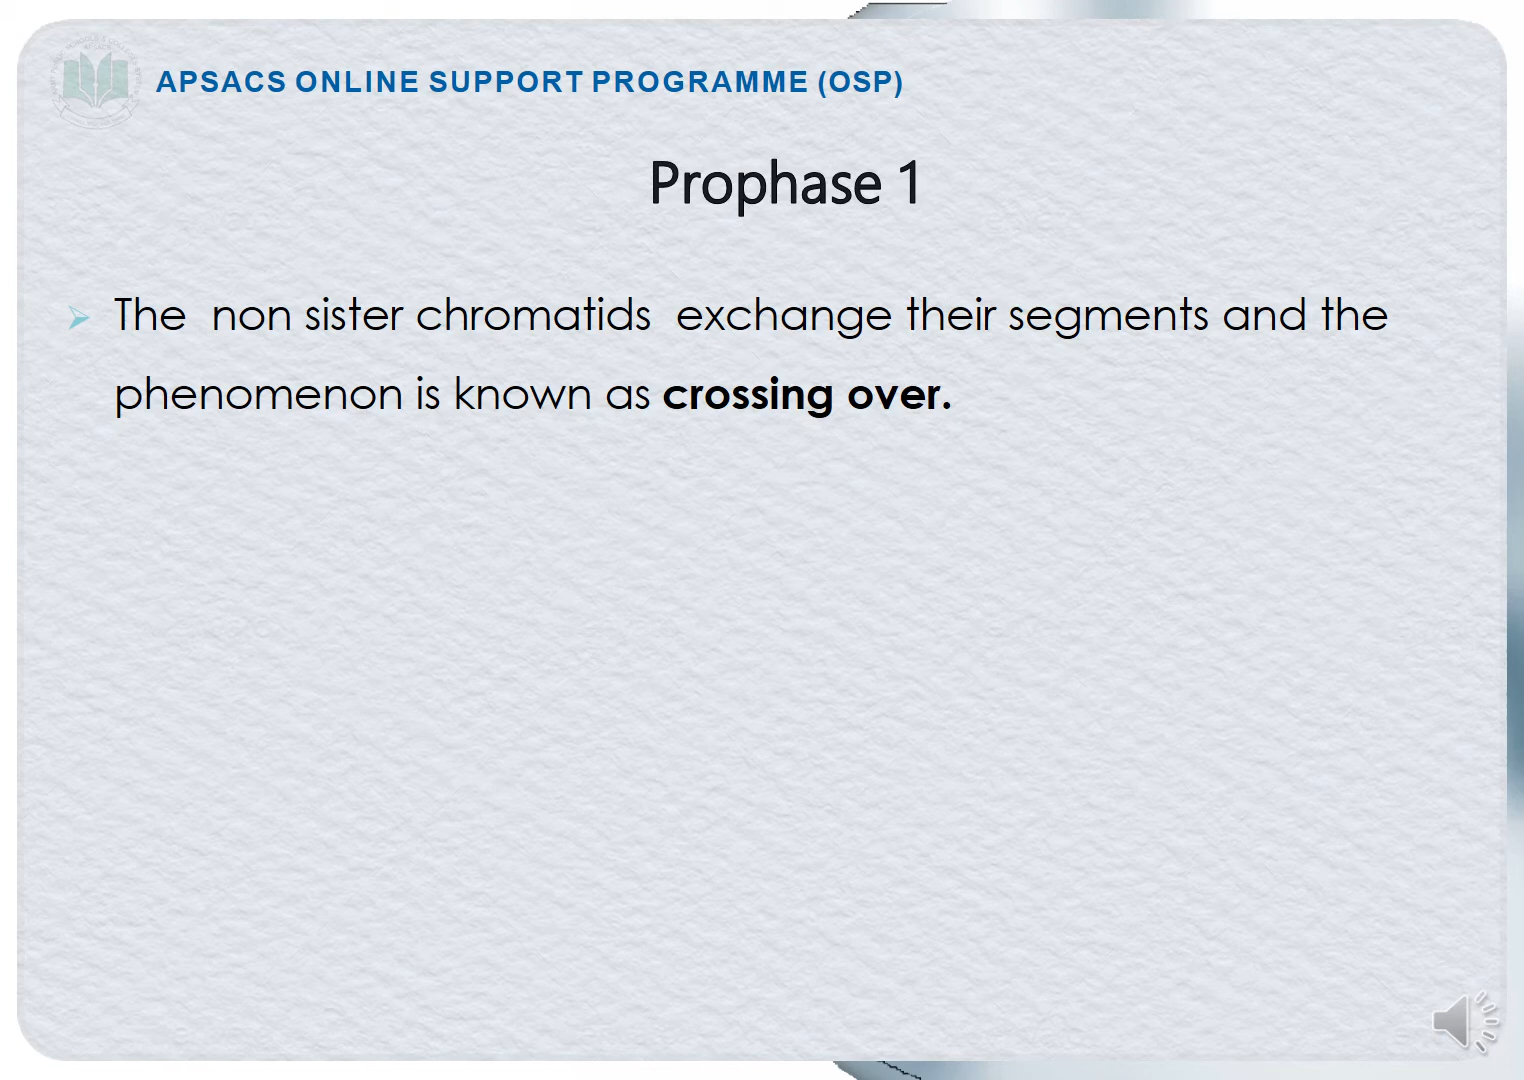 APSACS ONLINE SUPPORT PROGRAMME (OSP)
Prophase 1
The non sister chromatids exchange their segments and the
phenomenon is known as crossing over.